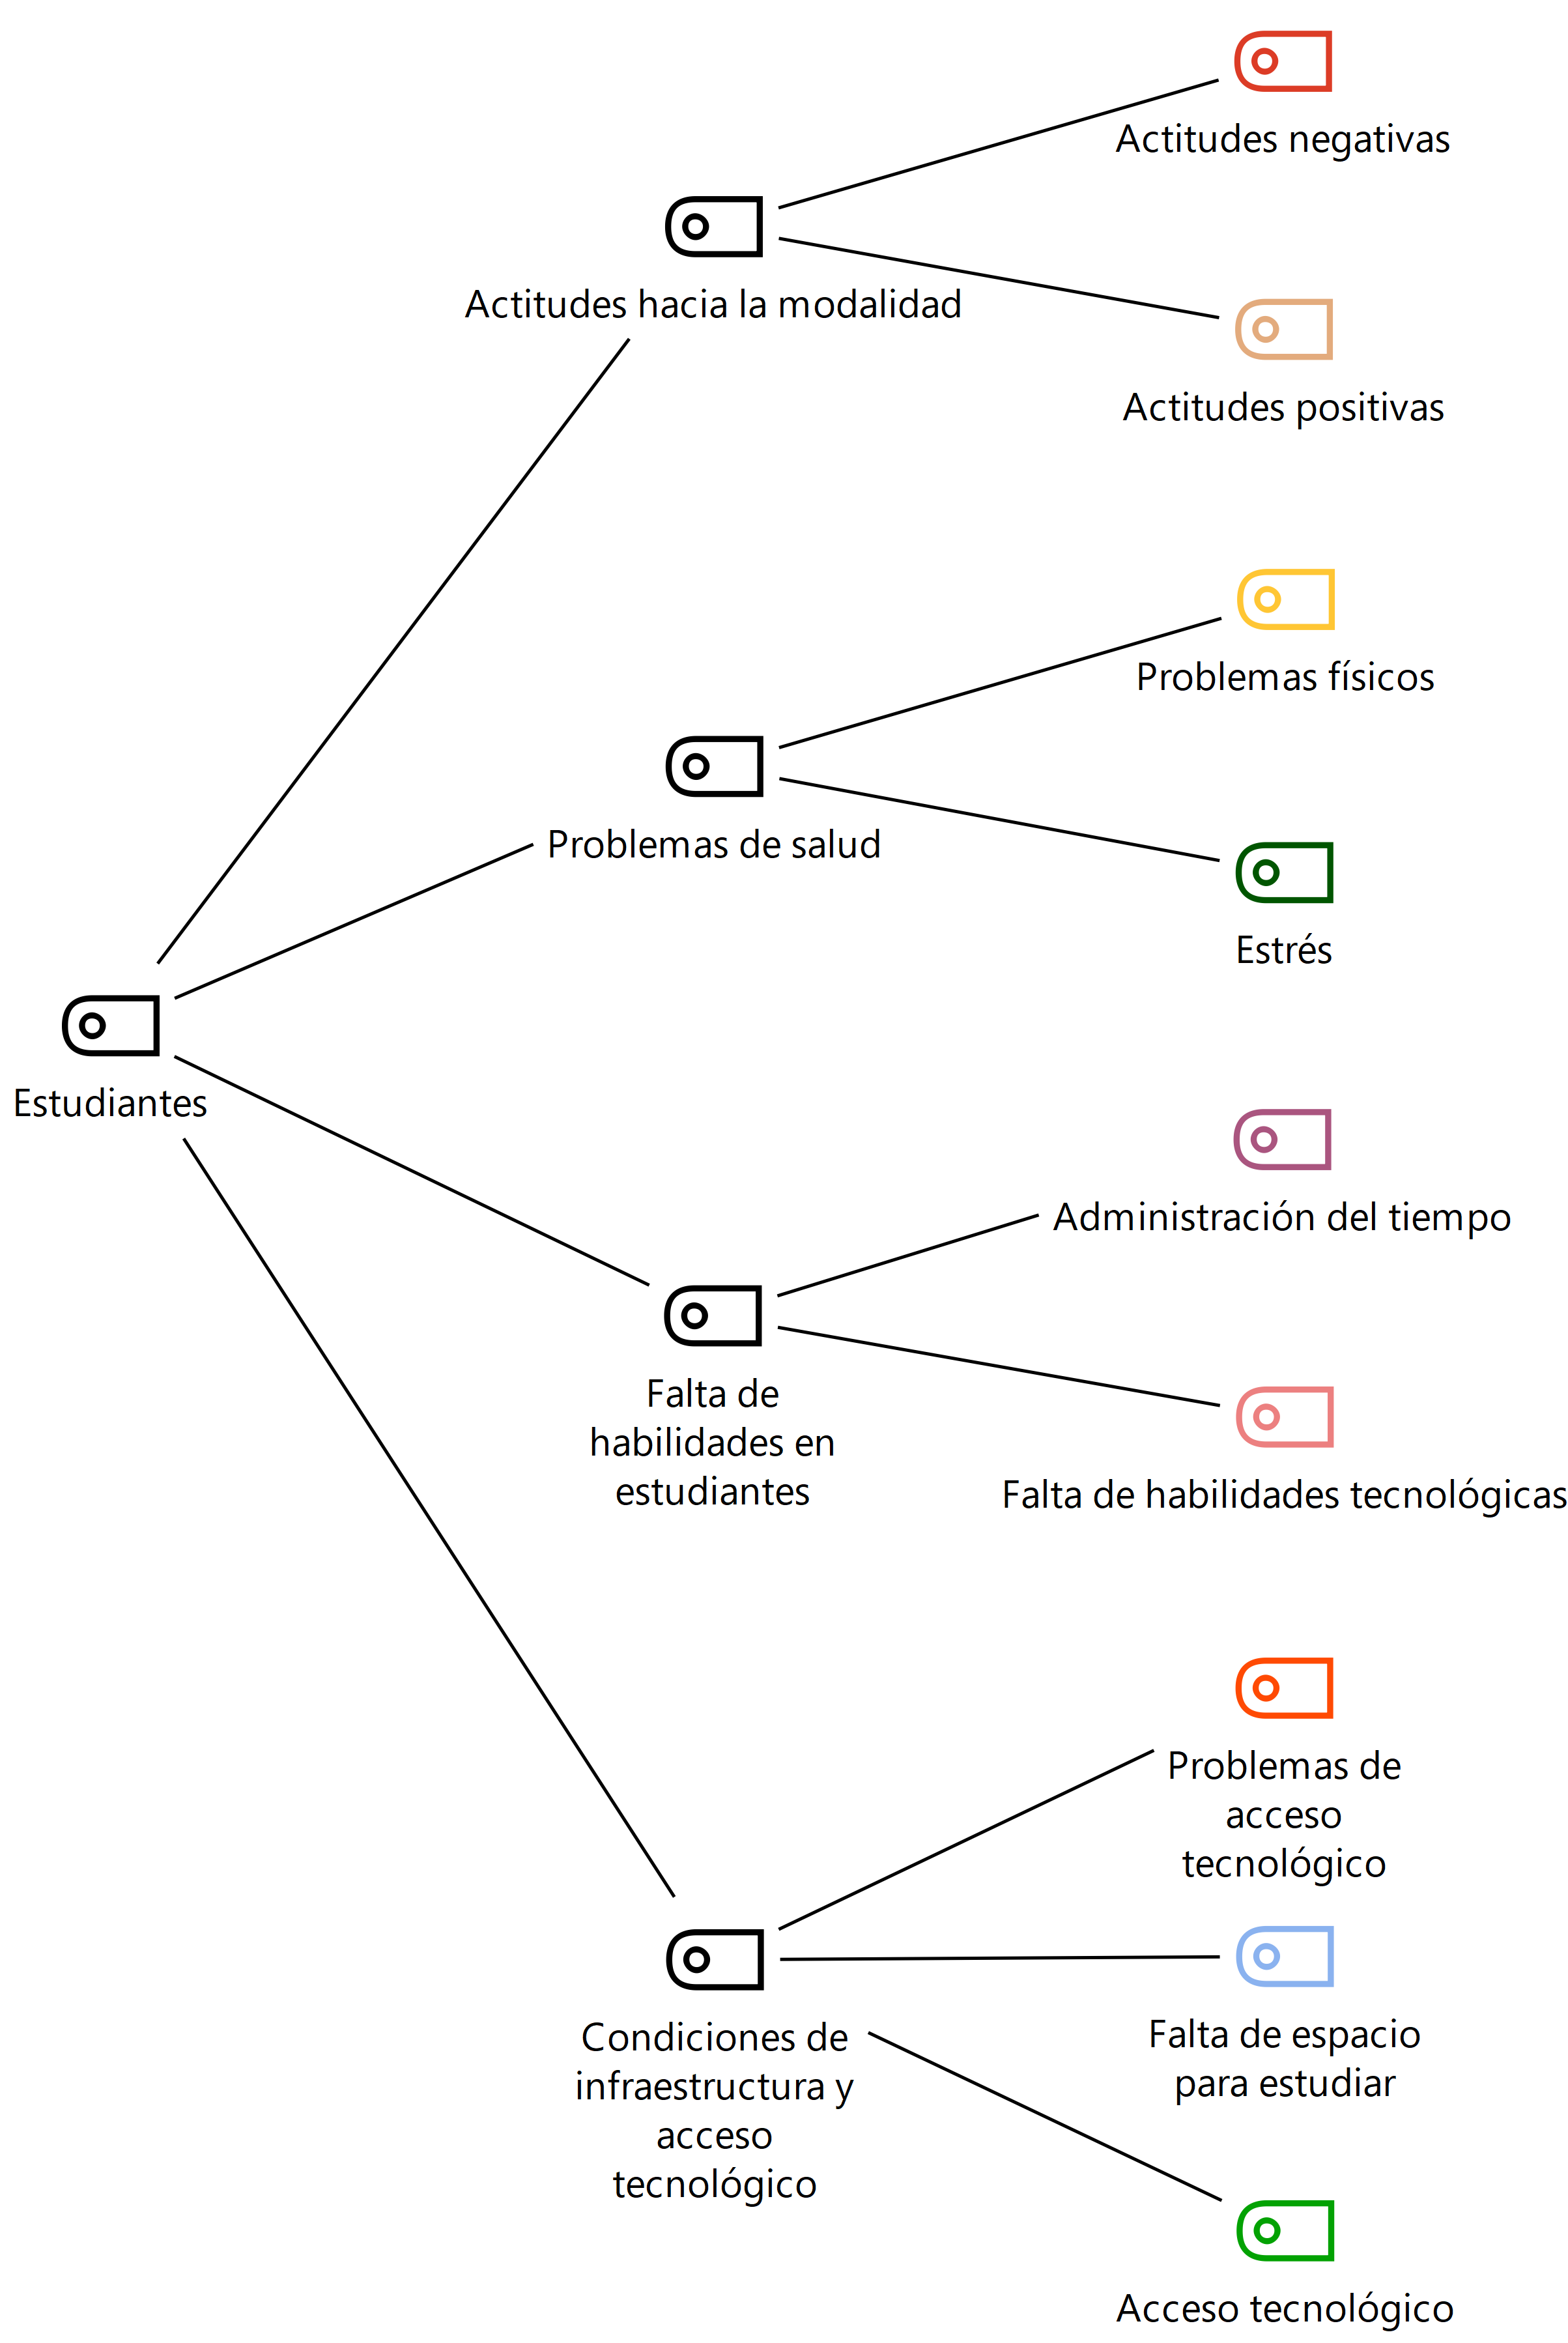 Actitudes negativas
Actitudes hacia la modalidad
Actitudes positivas
Problemas físicos
Problemas de salud
Estrés
Estudiantes
Administración del tiempo
Falta de
habilidades en
estudiantes
Falta de habilidades tecnológicas
Problemas de
acceso
tecnológico
Condiciones de
infraestructura y
acceso
tecnológico
Falta de espacio
para estudiar
Acceso tecnológico